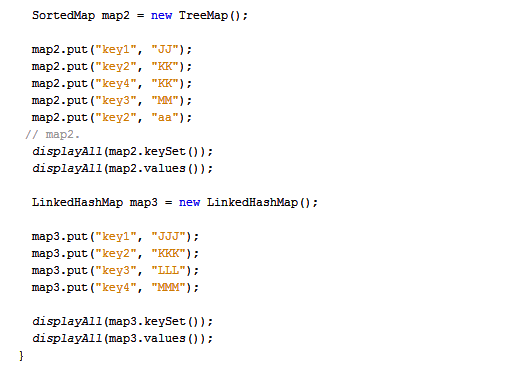 SortedMap map2 = new TreeMap();
map2.put("key1", "JJ");
map2.put("key2", "KK");
map2.put("key4", "KK");
map2.put("key3", "MM");
map2.put("key2", "aa");
// map2.
displayAll(map2.keySet());
displayAll(map2.values());
LinkedHashMap map3 = new LinkedHashMap();
map3.put("key1", "JJJ");
map3.put("key2", "KKK");
map3.put("key3", "LLL");
map3.put("key4", "MMM");
displayAll(map3.keySet());
displayAll(map3.values());
}